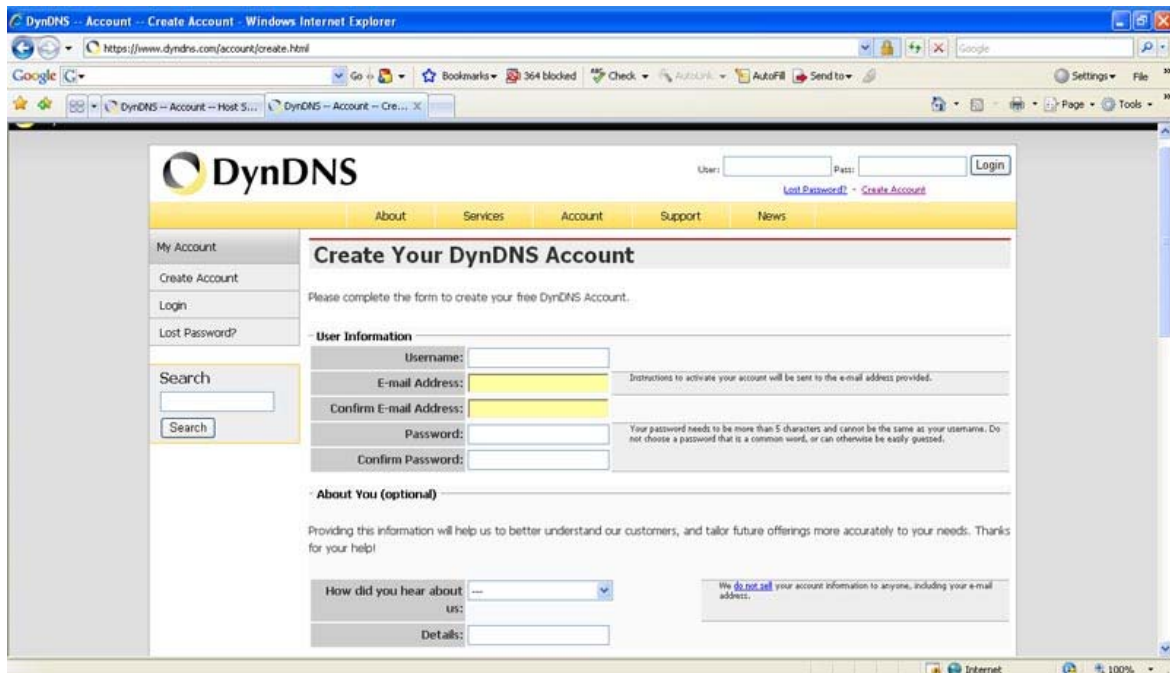 DynDNS -- Account -- Create Account - Windows Internet Explorer
https://www.dyndns.com/account/create.html
Google
Google
Go
Bookmarks
364 blocked
Check
AutoLink
AutoFill
Send to
Settings
File
DynDNS -- Account -- Host S...
DynDNS -- Account -- Cre...
Page
Tools
DynDNS
User:
Pass:
Login
Lost Password? - Create Account
About
Services
Account
Support
News
My Account
Create Account
Login
Lost Password?
Search
Search
Create Your DynDNS Account
Please complete the form to create your free DynDNS Account.
User Information
Username:
E-mail Address:
Instructions to activate your account will be sent to the e-mail address provided.
Confirm E-mail Address:
Password:
Your password needs to be more than 5 characters and cannot be the same as your username. Do
not choose a password that is a common word, or can otherwise be easily guessed.
Confirm Password:
About You (optional)
Providing this information will help us to better understand our customers, and tailor future offerings more accurately to your needs. Thanks
for your help!
How did you hear about
us:
---
We do not sell your account information to anyone, including your e-mail
address.
Details:
Internet
100%